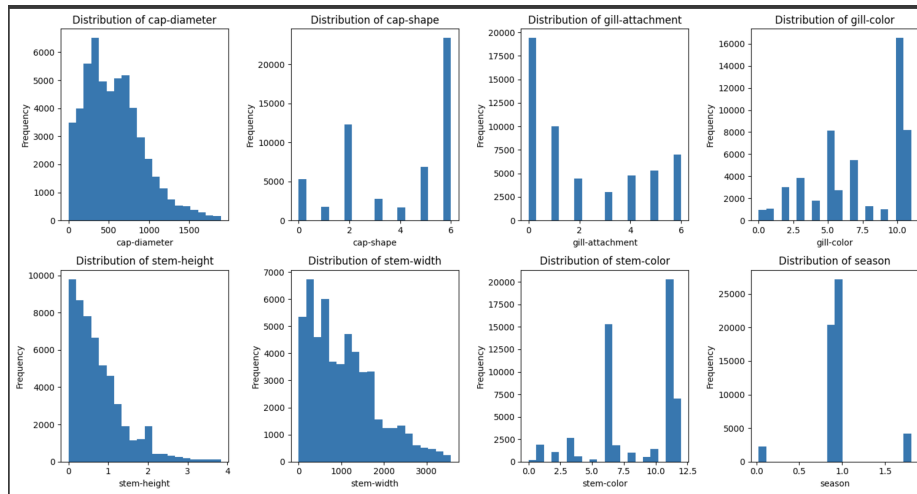 Distribution of cap-diameter
Distribution of cap-shape
Distribution of gill-attachment
Distribution of gill-color
6000
5000
4000
3000
2000
1000
0
Frequency
0 500 1000 1500
cap-diameter
20000
15000
10000
5000
0
Frequency
0 2 4 6
cap-shape
20000
17500
15000
12500
10000
7500
5000
2500
0
Frequency
0 1 2 3 4 5 6
gill-attachment
16000
14000
12000
10000
8000
6000
4000
2000
0
Frequency
0.0 2.5 5.0 7.5 10.0
gill-color
Distribution of stem-height
Distribution of stem-width
Distribution of stem-color
Distribution of season
10000
8000
6000
4000
2000
0
Frequency
0 1 2 3 4
stem-height
7000
6000
5000
4000
3000
2000
1000
0
Frequency
0 1000 2000 3000
stem-width
20000
17500
15000
12500
10000
7500
5000
2500
0
Frequency
0.0 2.5 5.0 7.5 10.0 12.5
stem-color
25000
20000
15000
10000
5000
0
Frequency
0.0 0.5 1.0 1.5
season